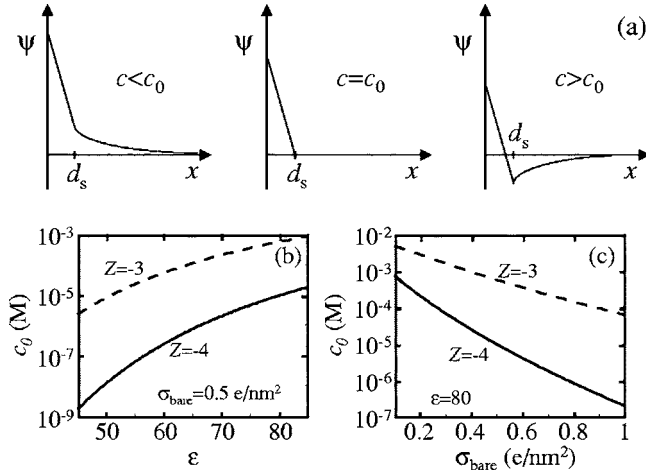 (a)
ψ ψ ψ
c<c₀ c=c₀ c>c₀
dₛ x dₛ x dₛ x
(b)
c₀ (M)
10⁻³
10⁻⁵
10⁻⁷
10⁻⁹
Z=-3
Z=-4
σbare=0.5 e/nm²
50 60 70 80
ε
(c)
c₀ (M)
10⁻²
10⁻³
10⁻⁴
10⁻⁵
10⁻⁶
10⁻⁷
Z=-3
Z=-4
ε=80
0.2 0.4 0.6 0.8 1
σbare (e/nm²)